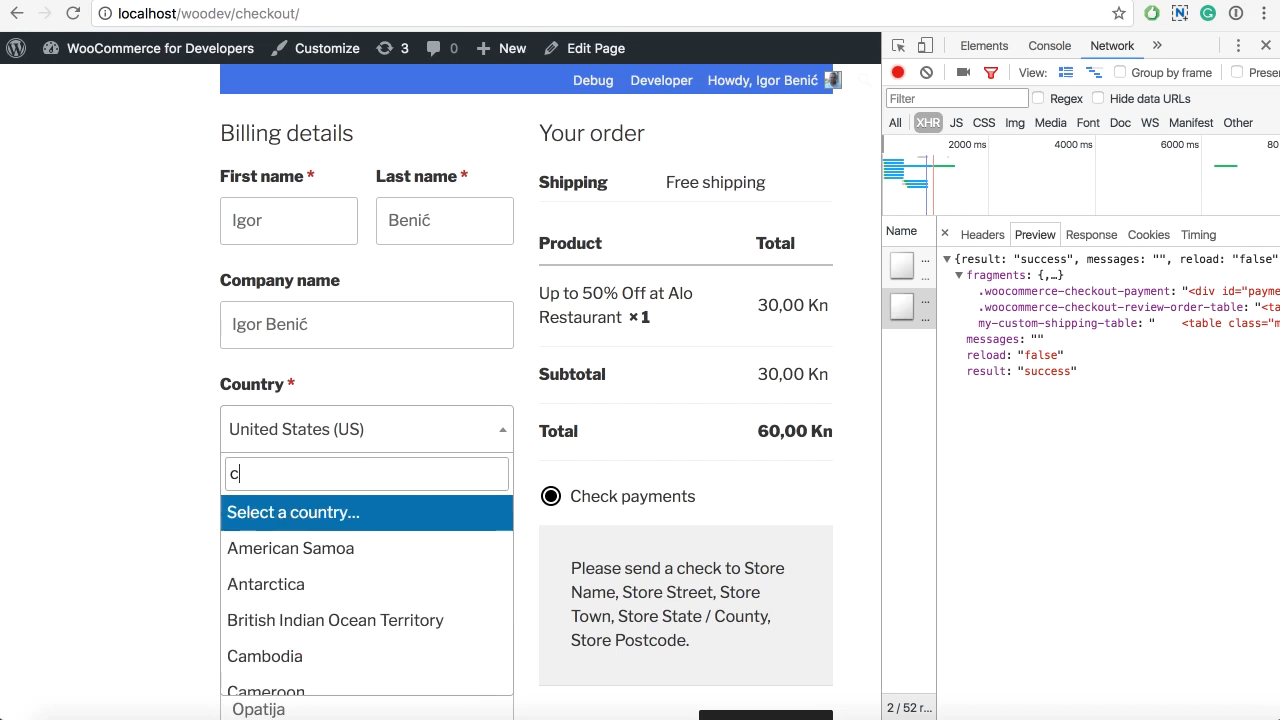 localhost/woodev/checkout/
WooCommerce for Developers Customize 3 0 New Edit Page
Debug Developer Howdy, Igor Benić
Billing details
First name * Last name *
Igor Benić
Company name
Igor Benić
Country *
United States (US)
c
Select a country...
American Samoa
Antarctica
British Indian Ocean Territory
Cambodia
Cameroon
Opatija
Your order
Shipping Free shipping
Product Total
Up to 50% Off at Alo
Restaurant × 1 30,00 Kn
Subtotal 30,00 Kn
Total 60,00 Kn
Check payments
Please send a check to Store
Name, Store Street, Store
Town, Store State / County,
Store Postcode.
Elements Console Network »
View: Group by frame Prese
Filter Regex Hide data URLs
All XHR JS CSS Img Media Font Doc WS Manifest Other
2000 ms 4000 ms 6000 ms 80
Name × Headers Preview Response Cookies Timing
...
...
...
...
{result: "success", messages: "", reload: "false"
fragments: {,…}
.woocommerce-checkout-payment: "<div id="payme
.woocommerce-checkout-review-order-table: "<ta
my-custom-shipping-table: " <table class="m
messages: ""
reload: "false"
result: "success"
2 / 52 r...